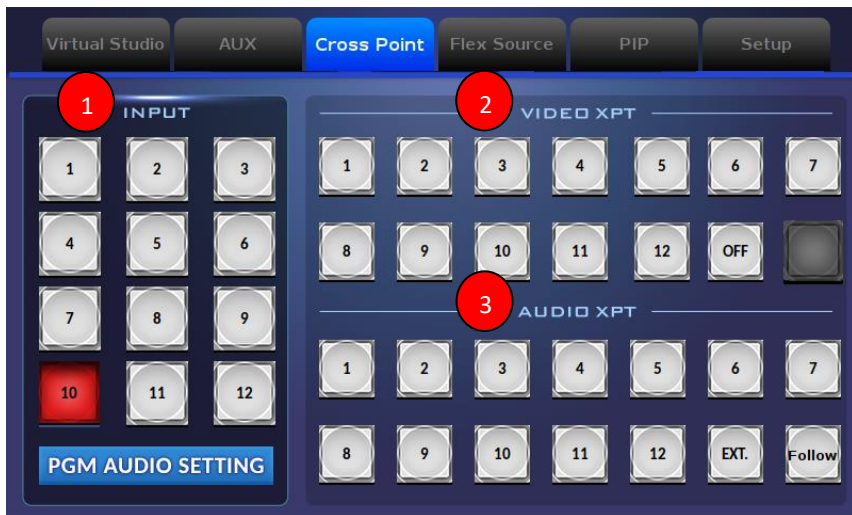 Virtual Studio AUX Cross Point Flex Source PIP Setup
1 INPUT
1 2 3
4 5 6
7 8 9
10 11 12
PGM AUDIO SETTING
2 VIDEO XPT
1 2 3 4 5 6 7
8 9 10 11 12 OFF
3 AUDIO XPT
1 2 3 4 5 6 7
8 9 10 11 12 EXT. Follow